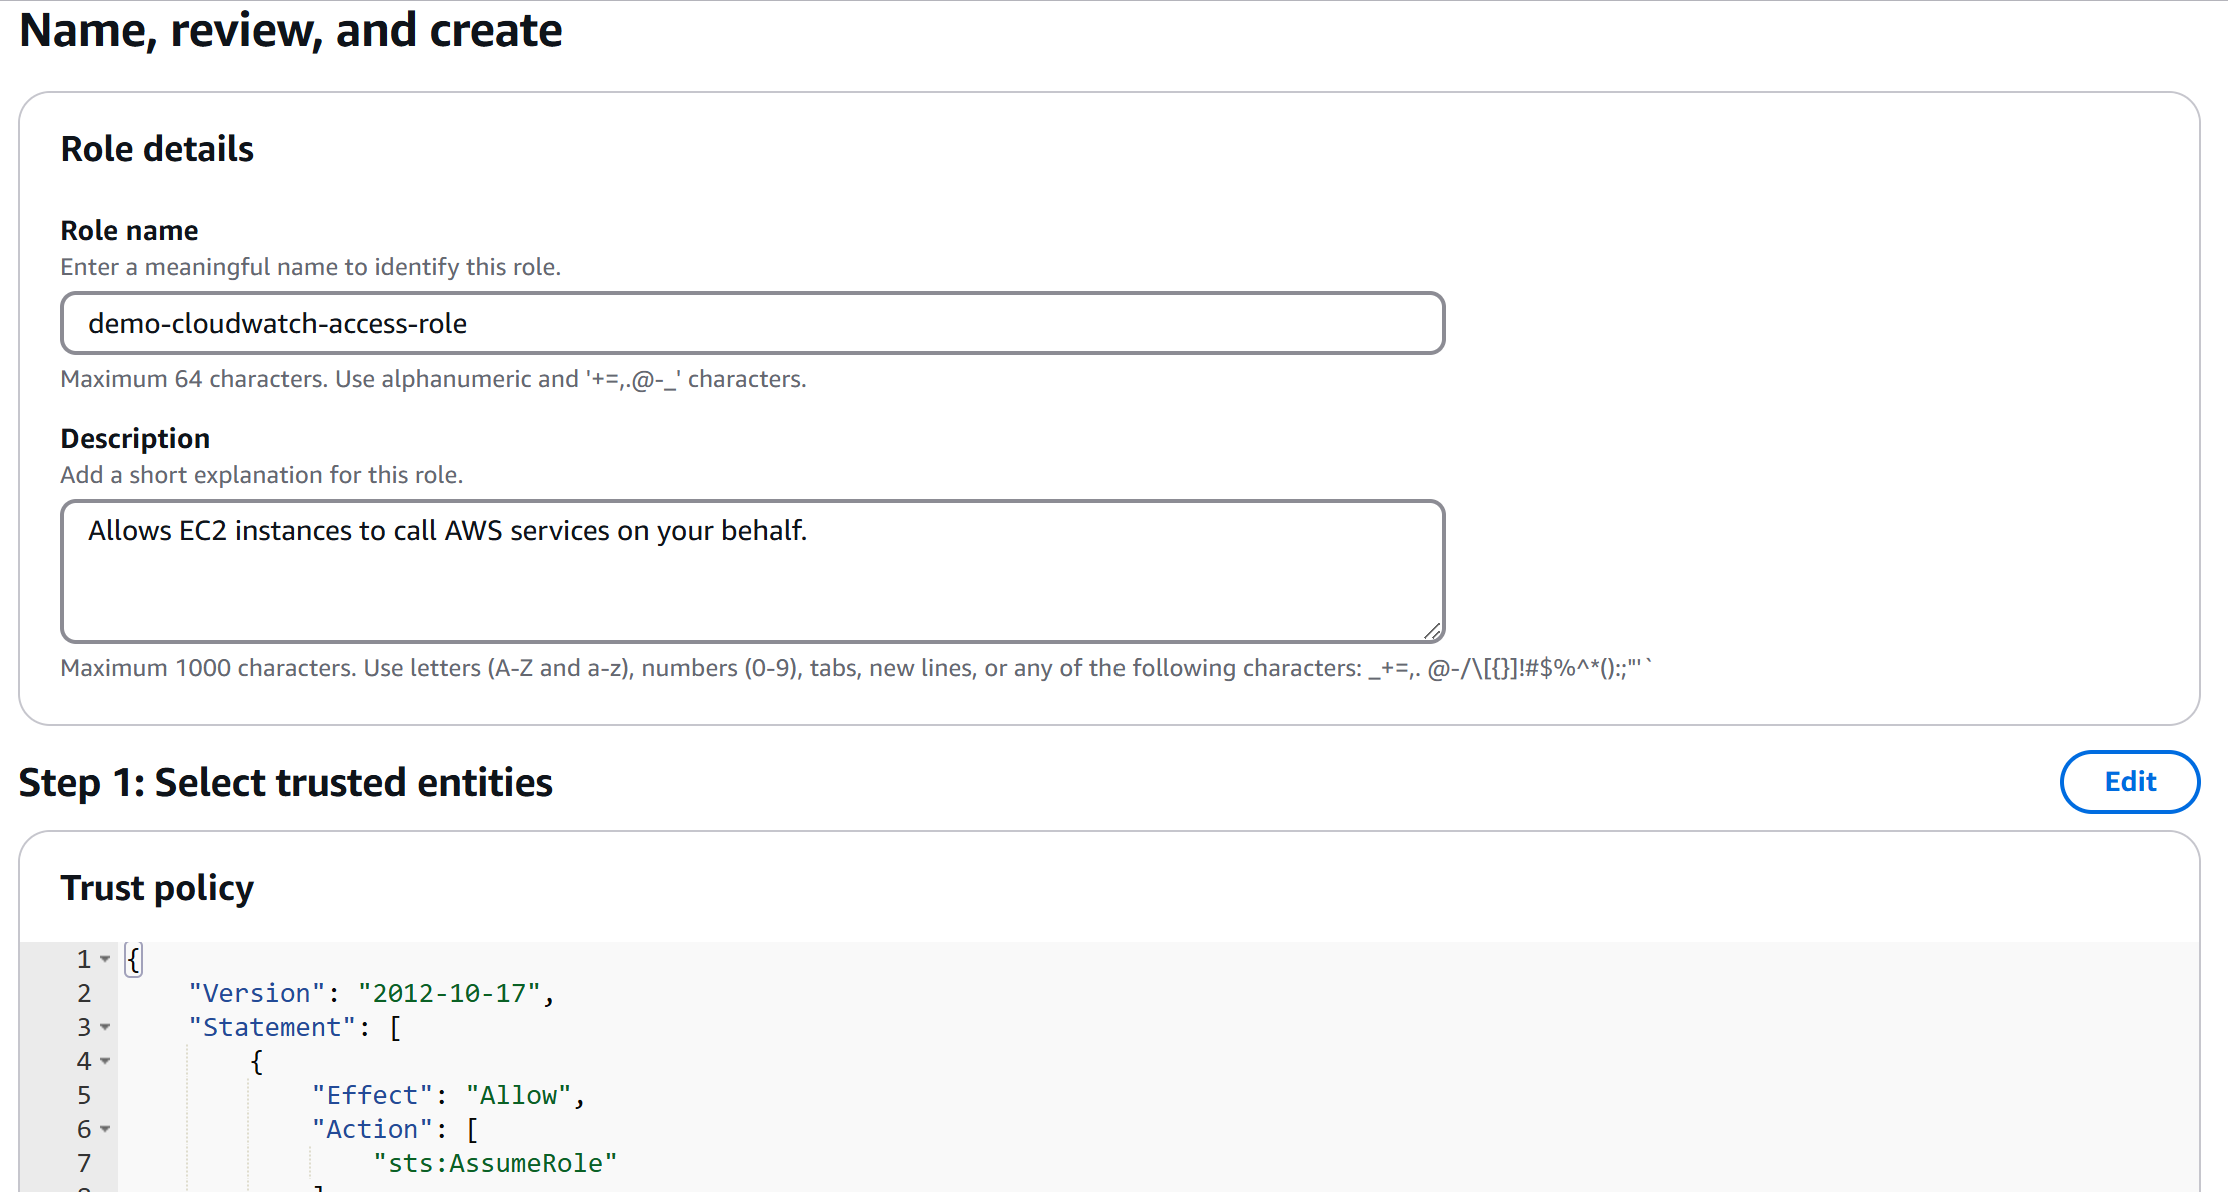 Name, review, and create
Role details
Role name
Enter a meaningful name to identify this role.
demo-cloudwatch-access-role
Maximum 64 characters. Use alphanumeric and '+=,.@-_' characters.
Description
Add a short explanation for this role.
Allows EC2 instances to call AWS services on your behalf.
Maximum 1000 characters. Use letters (A-Z and a-z), numbers (0-9), tabs, new lines, or any of the following characters: _+=,. @-/\[{}]!#$%^*();:"'`
Step 1: Select trusted entities
Edit
Trust policy
1 {
2 "Version": "2012-10-17",
3 "Statement": [
4 {
5 "Effect": "Allow",
6 "Action": [
7 "sts:AssumeRole"